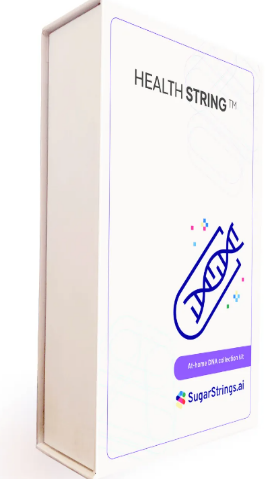 HEALTH STRING™
At-home DNA collection kit
SugarStrings.ai